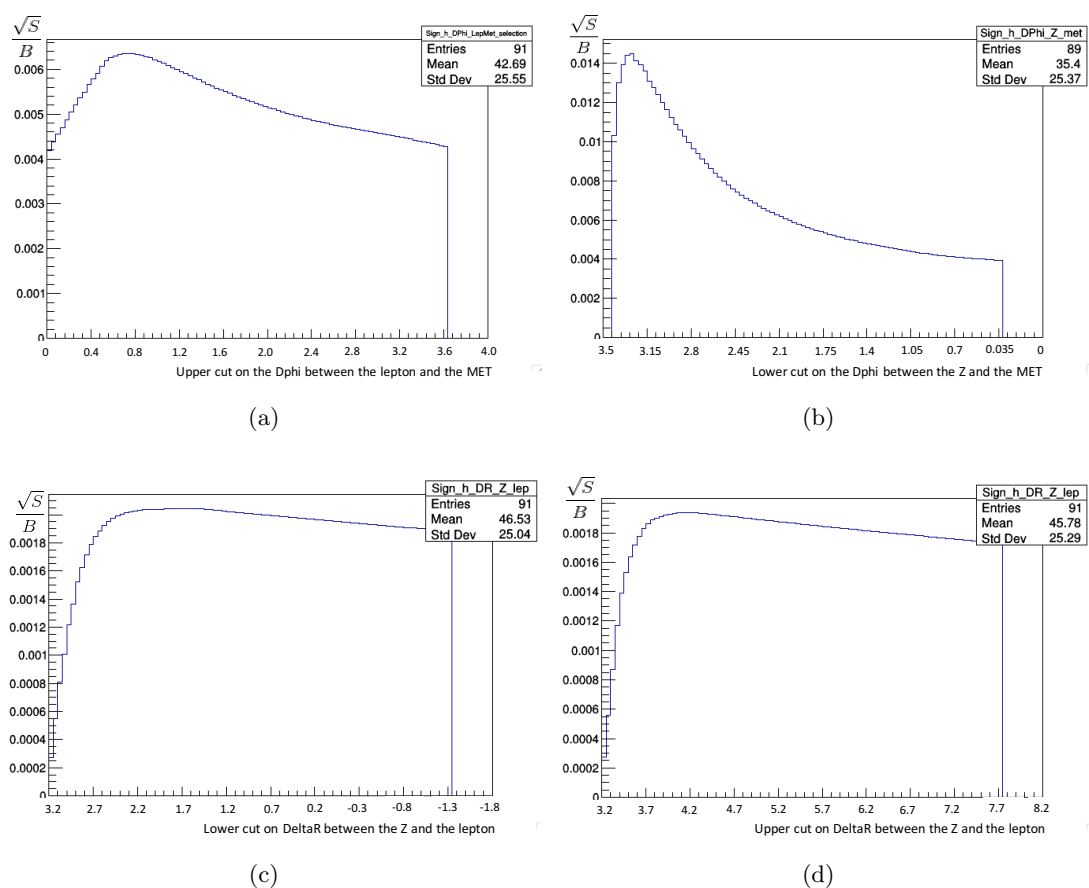 √S
B
Sign_h_DPhi_LepMet_selection
Entries 91
Mean 42.69
Std Dev 25.55
0.006
0.005
0.004
0.003
0.002
0.001
0
0 0.4 0.8 1.2 1.6 2.0 2.4 2.8 3.2 3.6 4.0
Upper cut on the Dphi between the lepton and the MET
(a)
√S
B
Sign_h_DPhi_Z_met
Entries 89
Mean 35.4
Std Dev 25.37
0.014
0.012
0.01
0.008
0.006
0.004
0.002
0
3.5 3.15 2.8 2.45 2.1 1.75 1.4 1.05 0.7 0.035 0
Lower cut on the Dphi between the Z and the MET
(b)
√S
B
Sign_h_DR_Z_lep
Entries 91
Mean 46.53
Std Dev 25.04
0.0018
0.0016
0.0014
0.0012
0.001
0.0008
0.0006
0.0004
0.0002
0
3.2 2.7 2.2 1.7 1.2 0.7 0.2 -0.3 -0.8 -1.3 -1.8
Lower cut on DeltaR between the Z and the lepton
(c)
√S
B
Sign_h_DR_Z_lep
Entries 91
Mean 45.78
Std Dev 25.29
0.0018
0.0016
0.0014
0.0012
0.001
0.0008
0.0006
0.0004
0.0002
0
3.2 3.7 4.2 4.7 5.2 5.7 6.2 6.7 7.2 7.7 8.2
Upper cut on DeltaR between the Z and the lepton
(d)